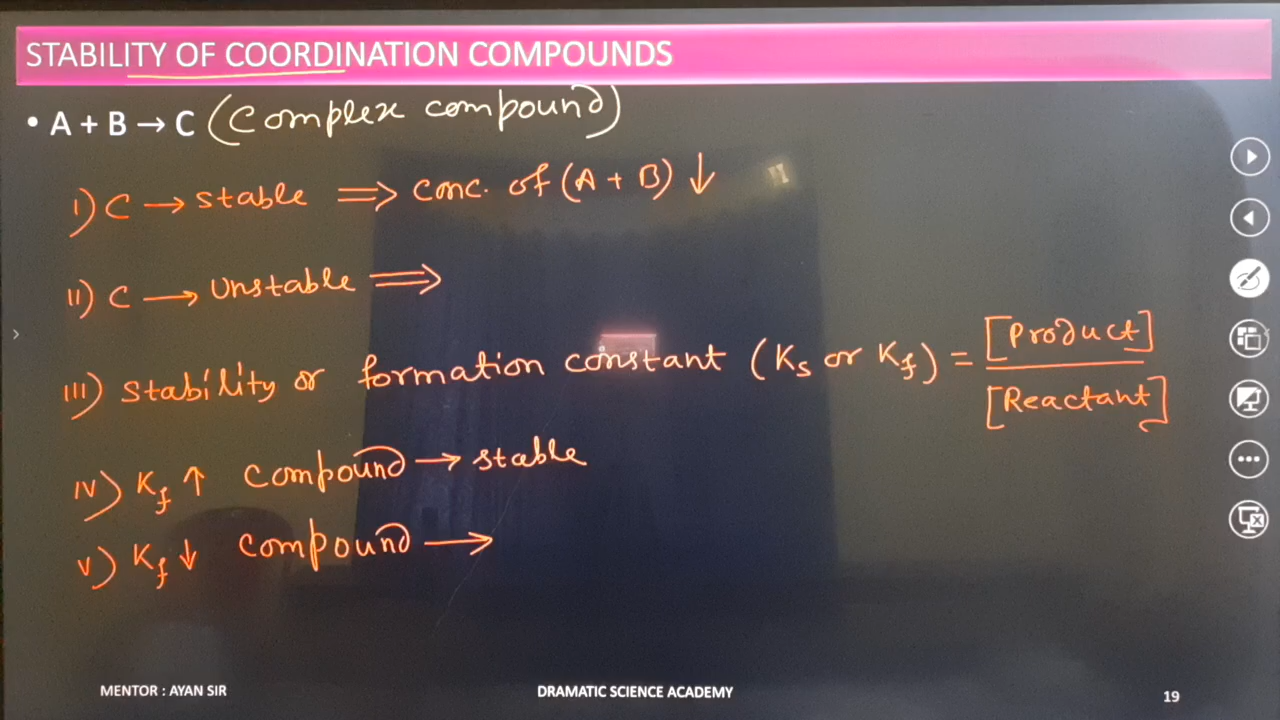 STABILITY OF COORDINATION COMPOUNDS
• A + B → C (Complex compound)
I) C → stable ⇒ conc. of (A + B) ↓
II) C → Unstable ⇒
III) Stability or formation constant (Ks or Kf) = [Product] / [Reactant]
IV) Kf ↑ compound → stable
V) Kf ↓ compound →
MENTOR : AYAN SIR DRAMATIC SCIENCE ACADEMY 19